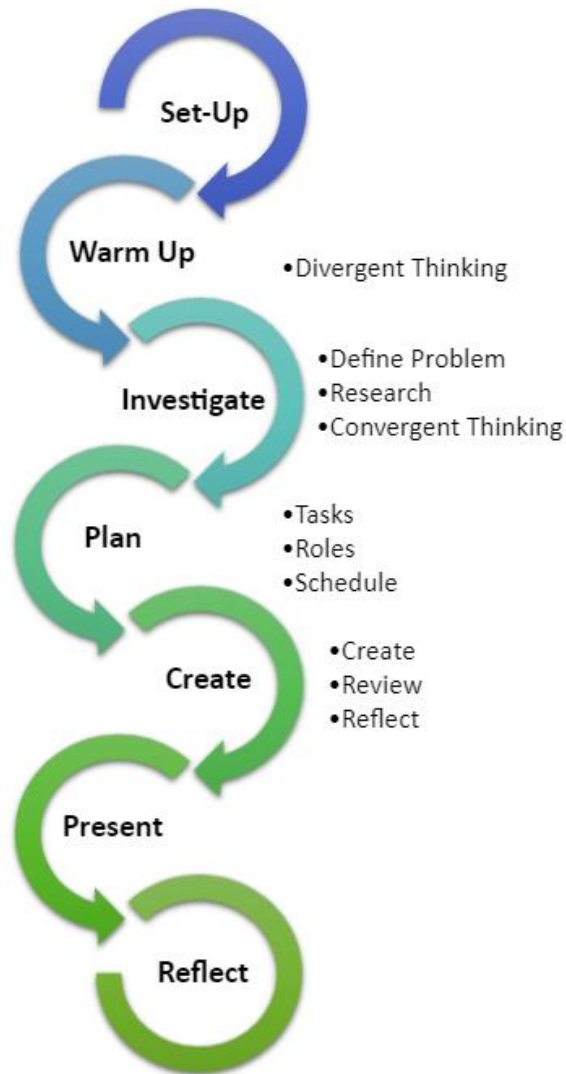 Set-Up
Warm Up
•Divergent Thinking
Investigate
•Define Problem
•Research
•Convergent Thinking
Plan
•Tasks
•Roles
•Schedule
Create
•Create
•Review
•Reflect
Present
Reflect